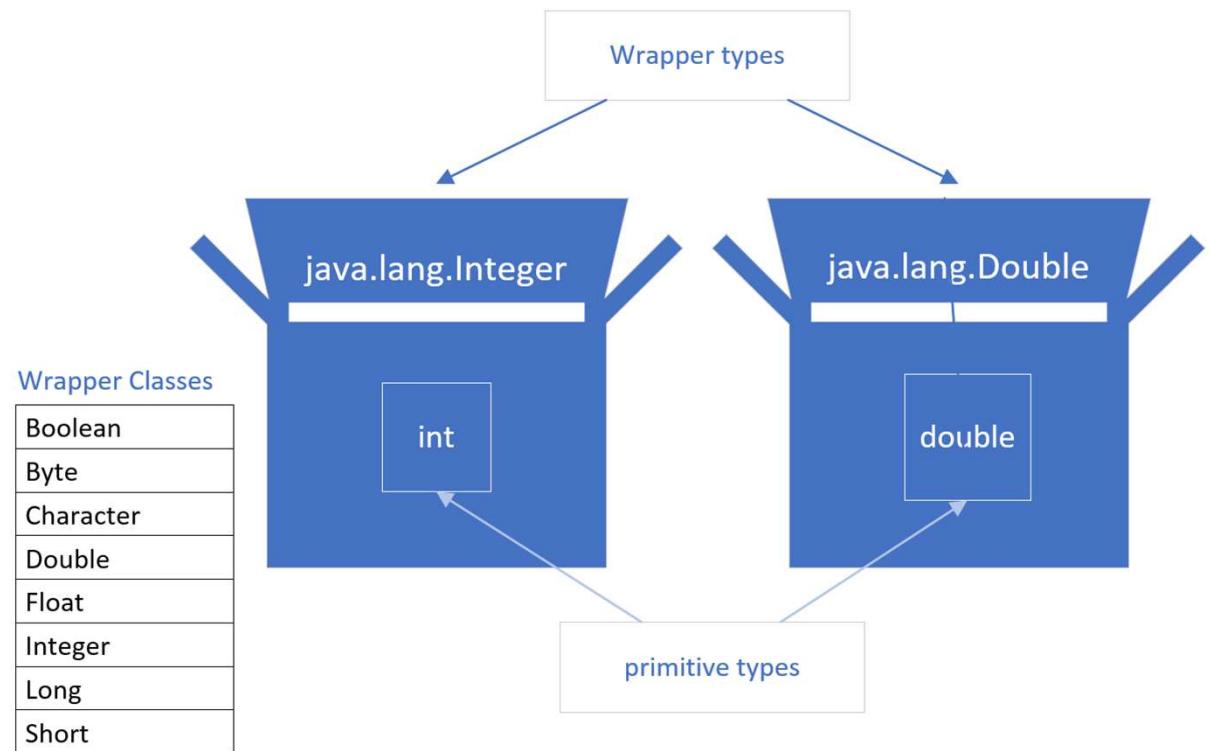 Wrapper types
java.lang.Integer
java.lang.Double
int
double
primitive types
Wrapper Classes
Boolean
Byte
Character
Double
Float
Integer
Long
Short